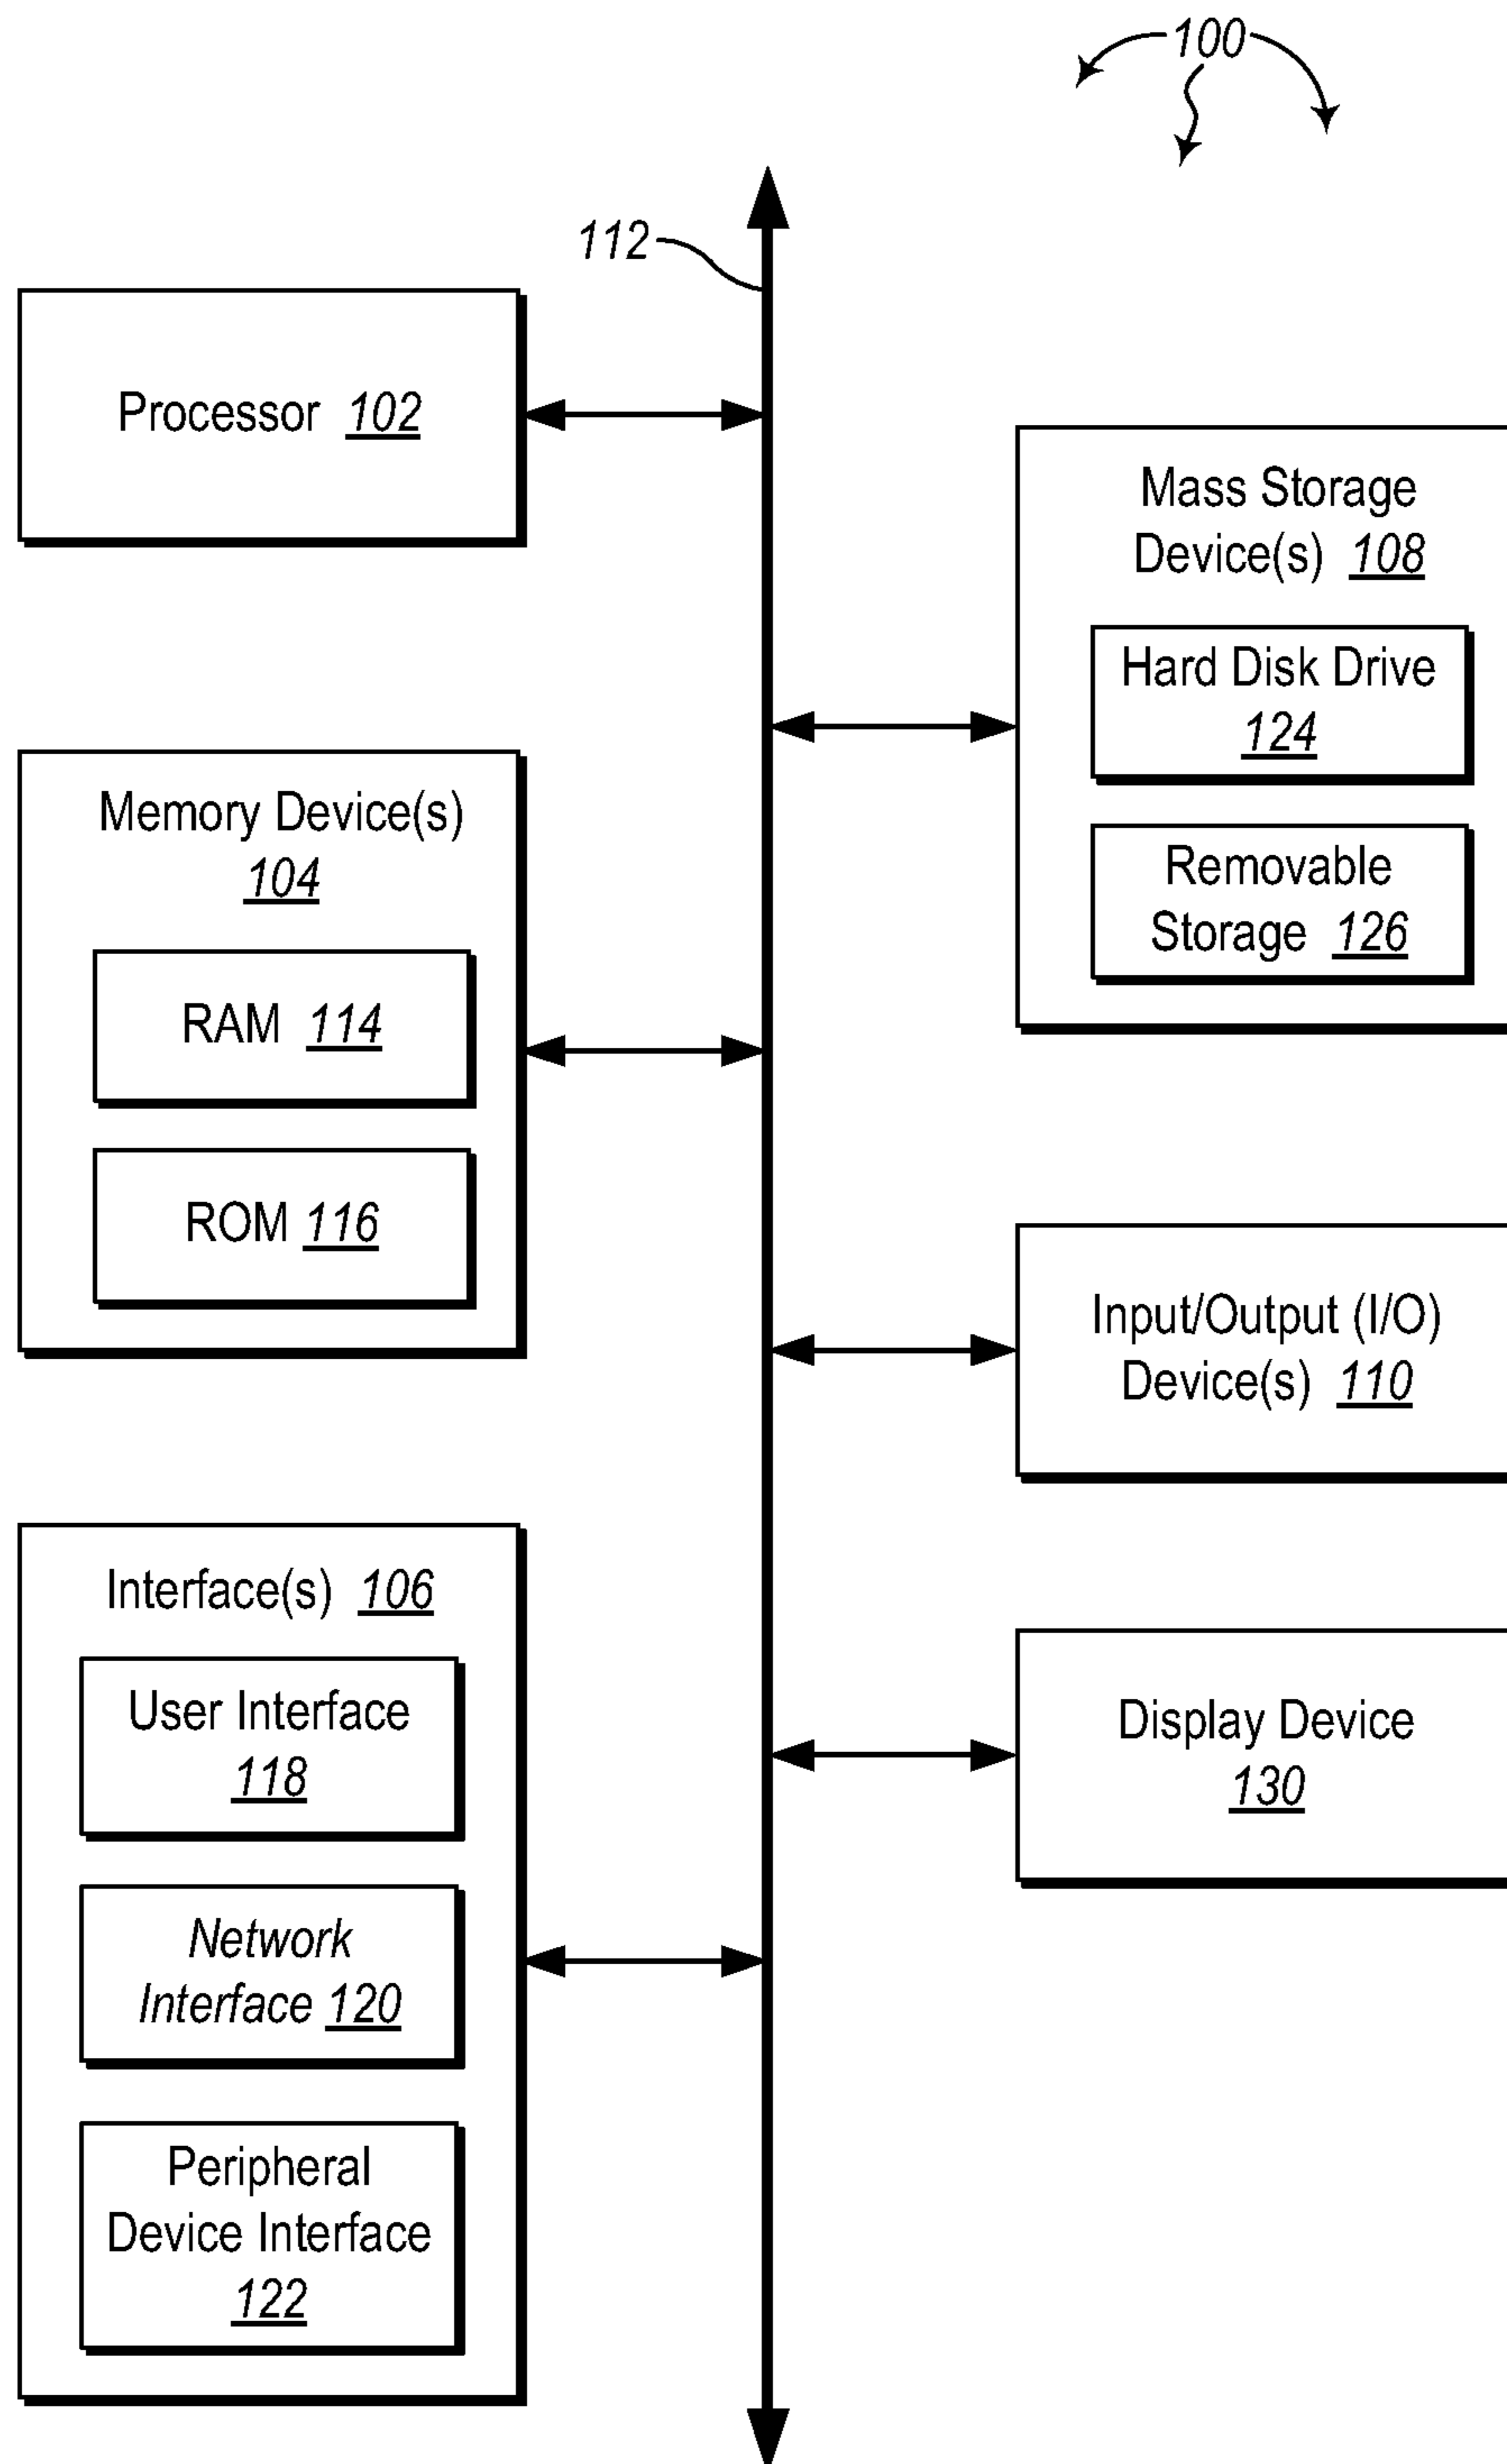 100
112
Processor 102
Mass Storage
Device(s) 108
Hard Disk Drive
124
Removable
Storage 126
Memory Device(s)
104
RAM 114
ROM 116
Input/Output (I/O)
Device(s) 110
Interface(s) 106
User Interface
118
Network
Interface 120
Peripheral
Device Interface
122
Display Device
130